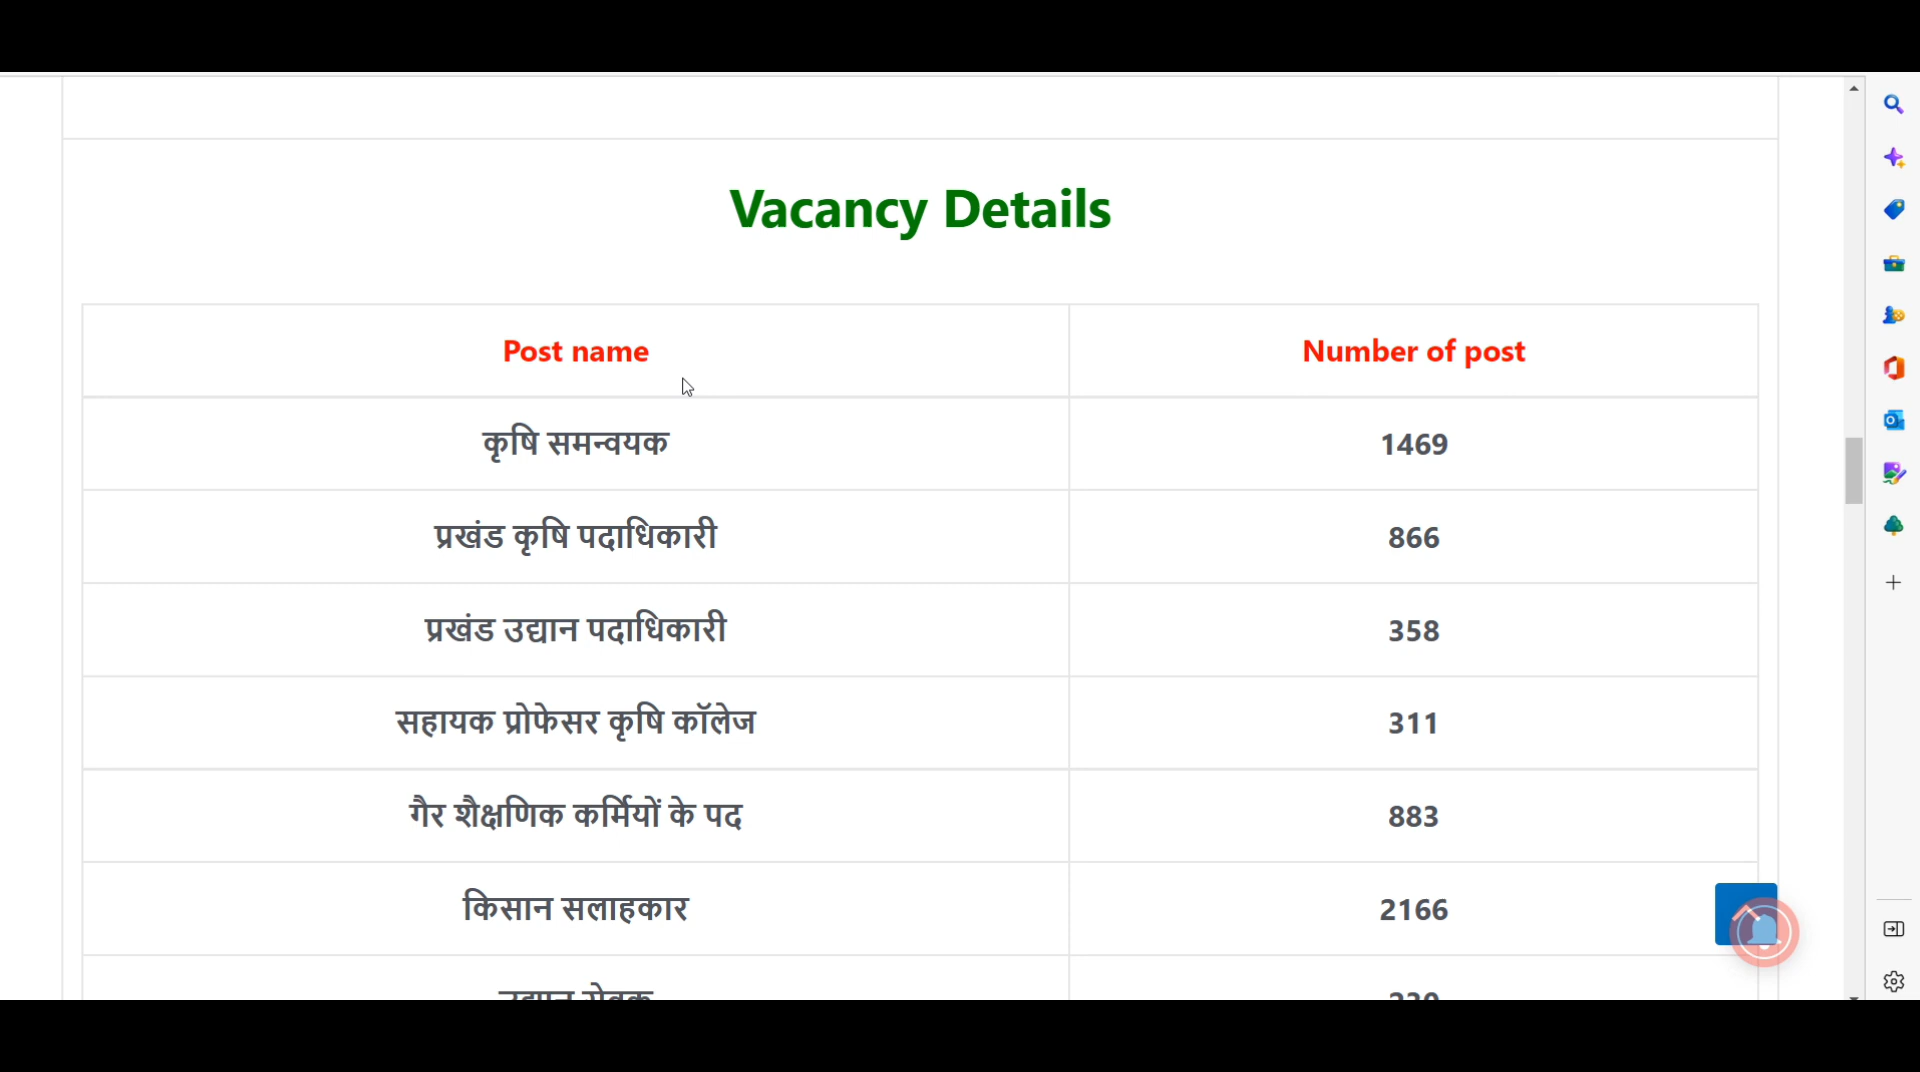 Vacancy Details
Post name Number of post
कृषि समन्वयक 1469
प्रखंड कृषि पदाधिकारी 866
प्रखंड उद्यान पदाधिकारी 358
सहायक प्रोफेसर कृषि कॉलेज 311
गैर शैक्षणिक कर्मियों के पद 883
किसान सलाहकार 2166